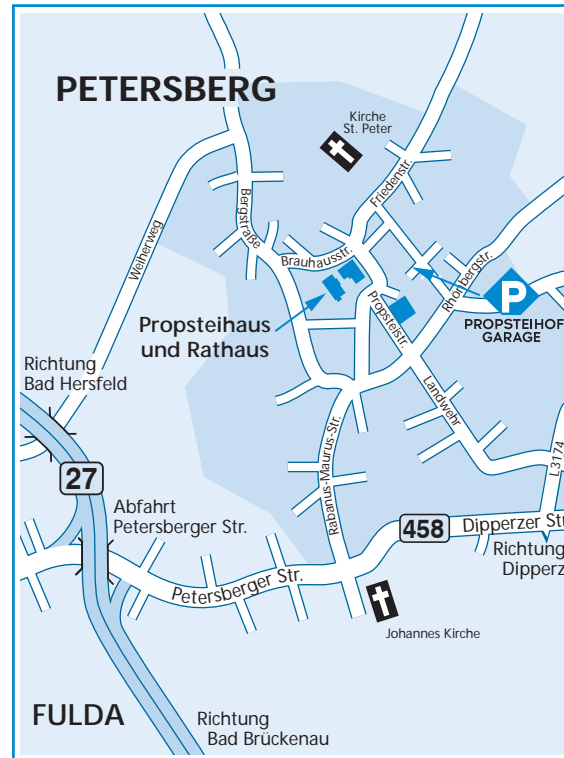 PETERSBERG
Kirche
St. Peter
Friedenstr.
Bergstraße
Weiherweg
Brauhausstr.
Rhönbergstr.
P
PROPSTEIHOF
GARAGE
Propsteihaus
und Rathaus
Propsteistr.
Richtung
Bad Hersfeld
Landwehr
Rabanus-Maurus-Str.
L3174
27
Abfahrt
Petersberger Str.
458
Dipperzer Str
Richtung
Dipperz
Petersberger Str.
Johannes Kirche
FULDA
Richtung
Bad Brückenau